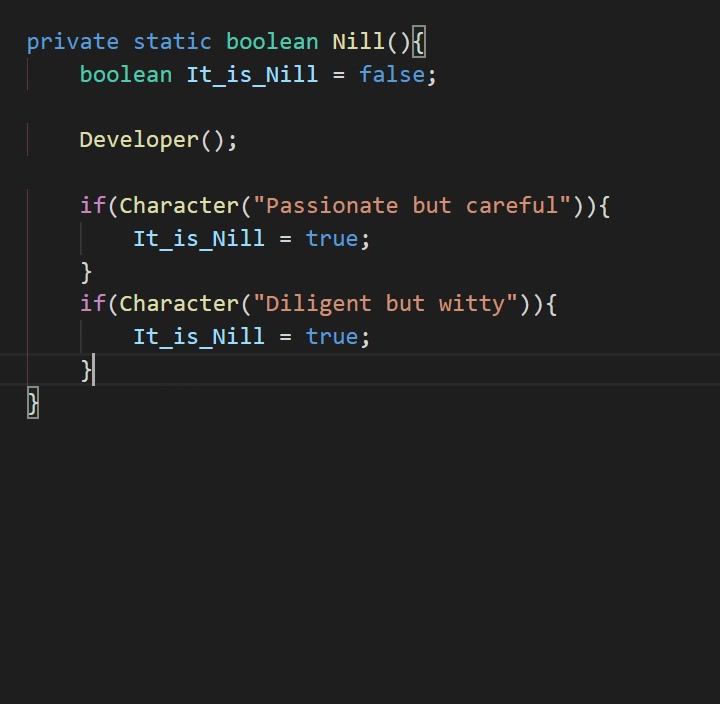 private static boolean Nill(){
    boolean It_is_Nill = false;

    Developer();

    if(Character("Passionate but careful")){
        It_is_Nill = true;
    }
    if(Character("Diligent but witty")){
        It_is_Nill = true;
    }
}